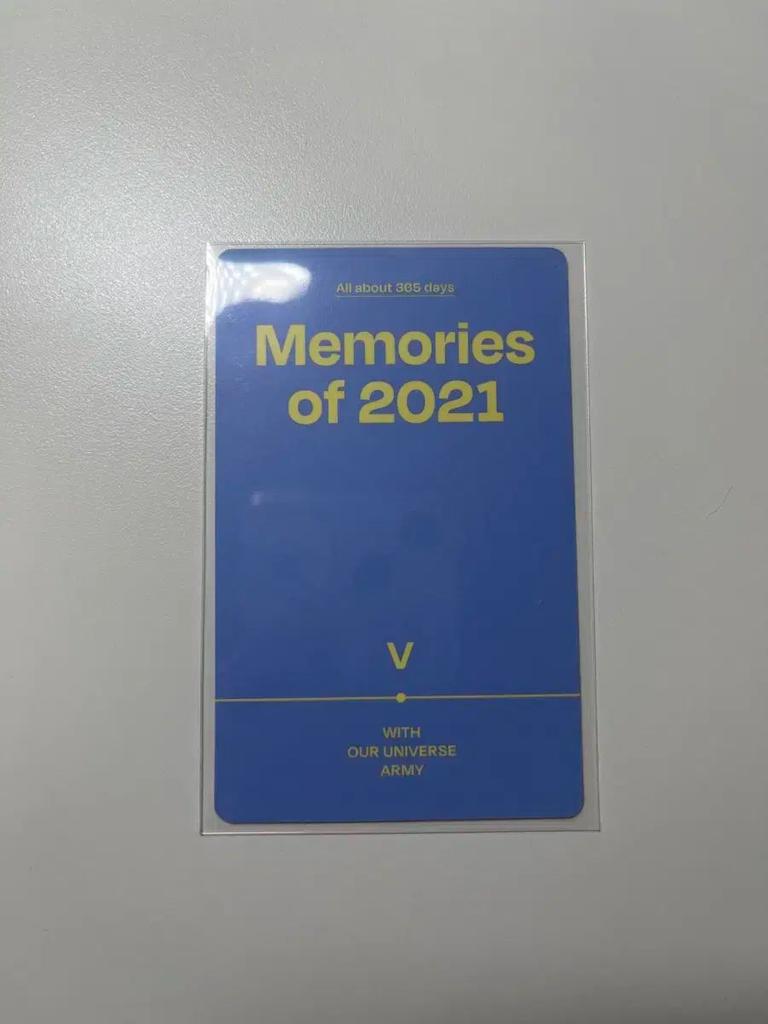 All about 365 days
Memories
of 2021
V
WITH
OUR UNIVERSE
ARMY